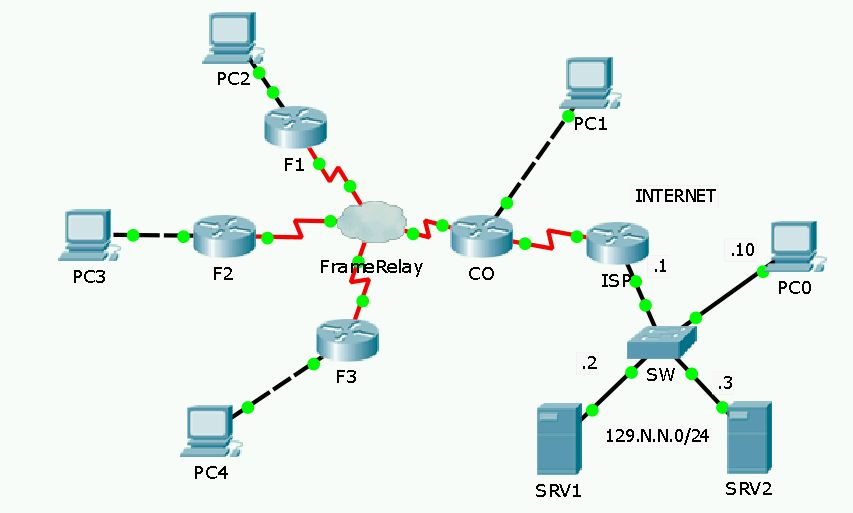 PC2
PC1
F1
INTERNET
PC3
F2
FrameRelay
CO
ISP
.1
.10
PC0
F3
.2
SW
.3
PC4
129.N.N.0/24
SRV1
SRV2